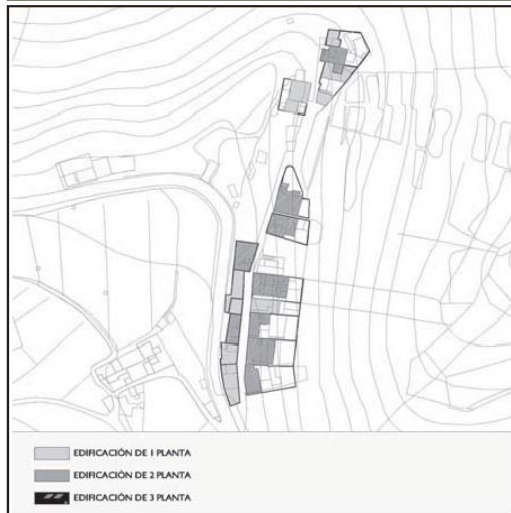 EDIFICACIÓN DE 1 PLANTA
EDIFICACIÓN DE 2 PLANTA
EDIFICACIÓN DE 3 PLANTA